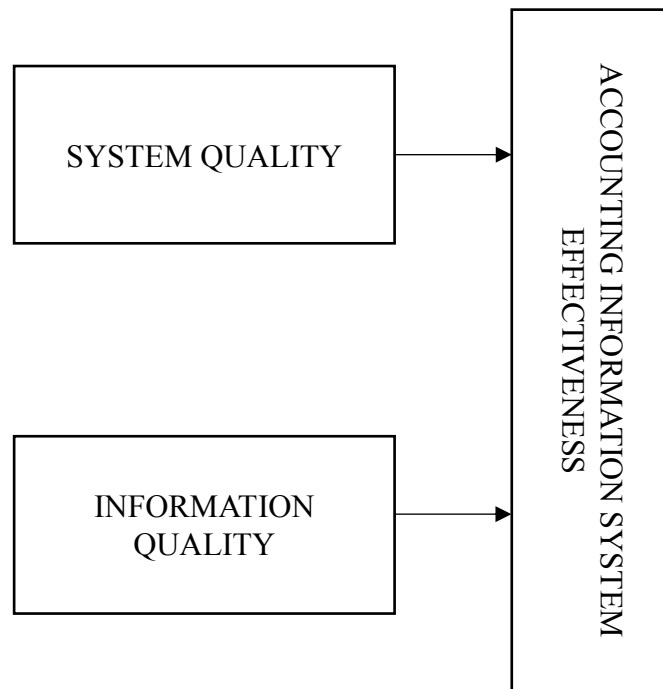 SYSTEM QUALITY
INFORMATION
QUALITY
ACCOUNTING INFORMATION SYSTEM
EFFECTIVENESS